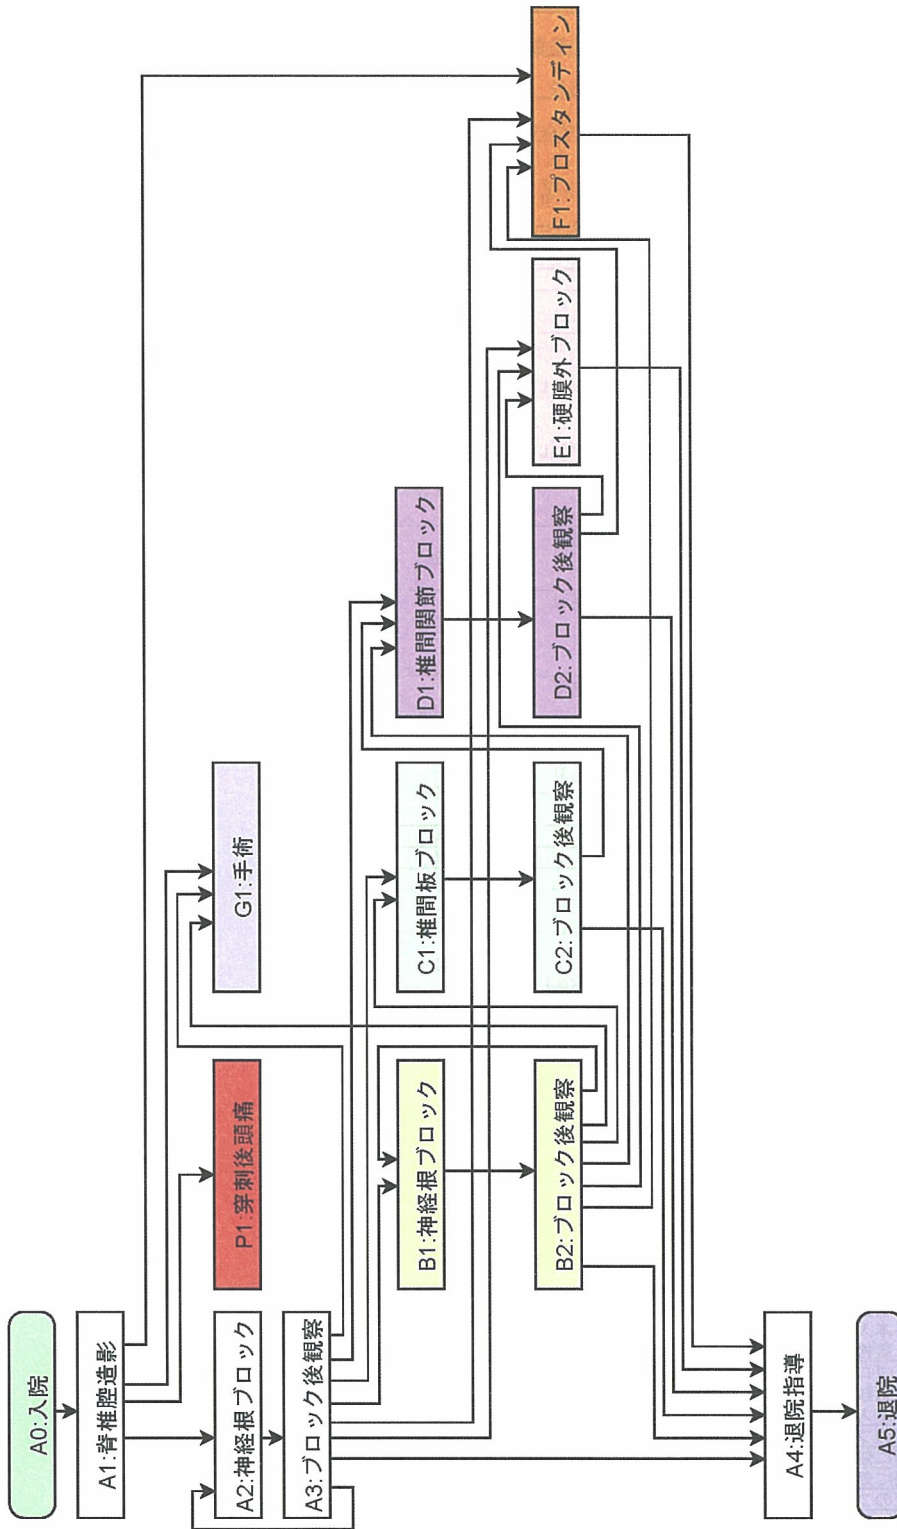 A0:入院
A1:脊椎腔造影
P1:穿刺後頭痛
G1:手術
A2:神経根ブロック
A3:ブロック後観察
B1:神経根ブロック
C1:椎間板ブロック
D1:椎間関節ブロック
B2:ブロック後観察
C2:ブロック後観察
D2:ブロック後観察
E1:硬膜外ブロック
F1:プロスタンディン
A4:退院指導
A5:退院